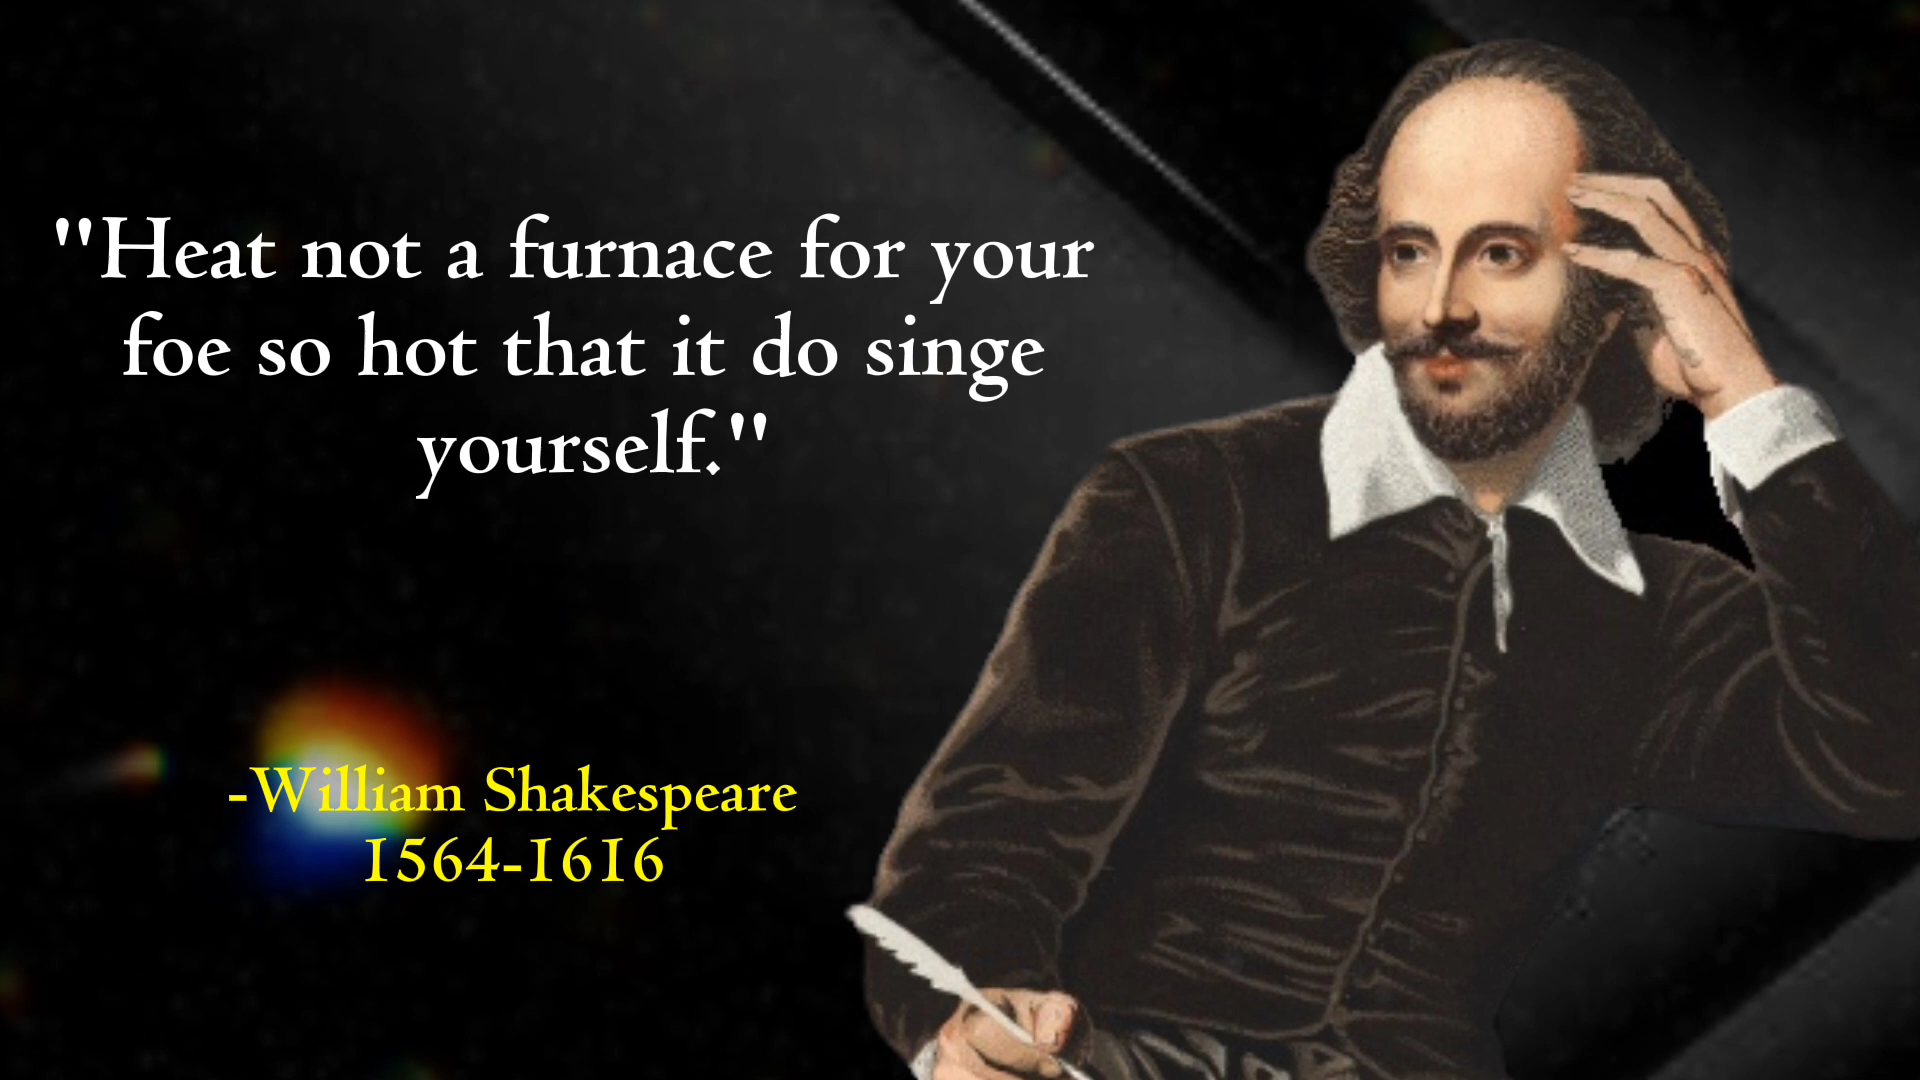 "Heat not a furnace for your
foe so hot that it do singe
yourself."
-William Shakespeare
1564-1616